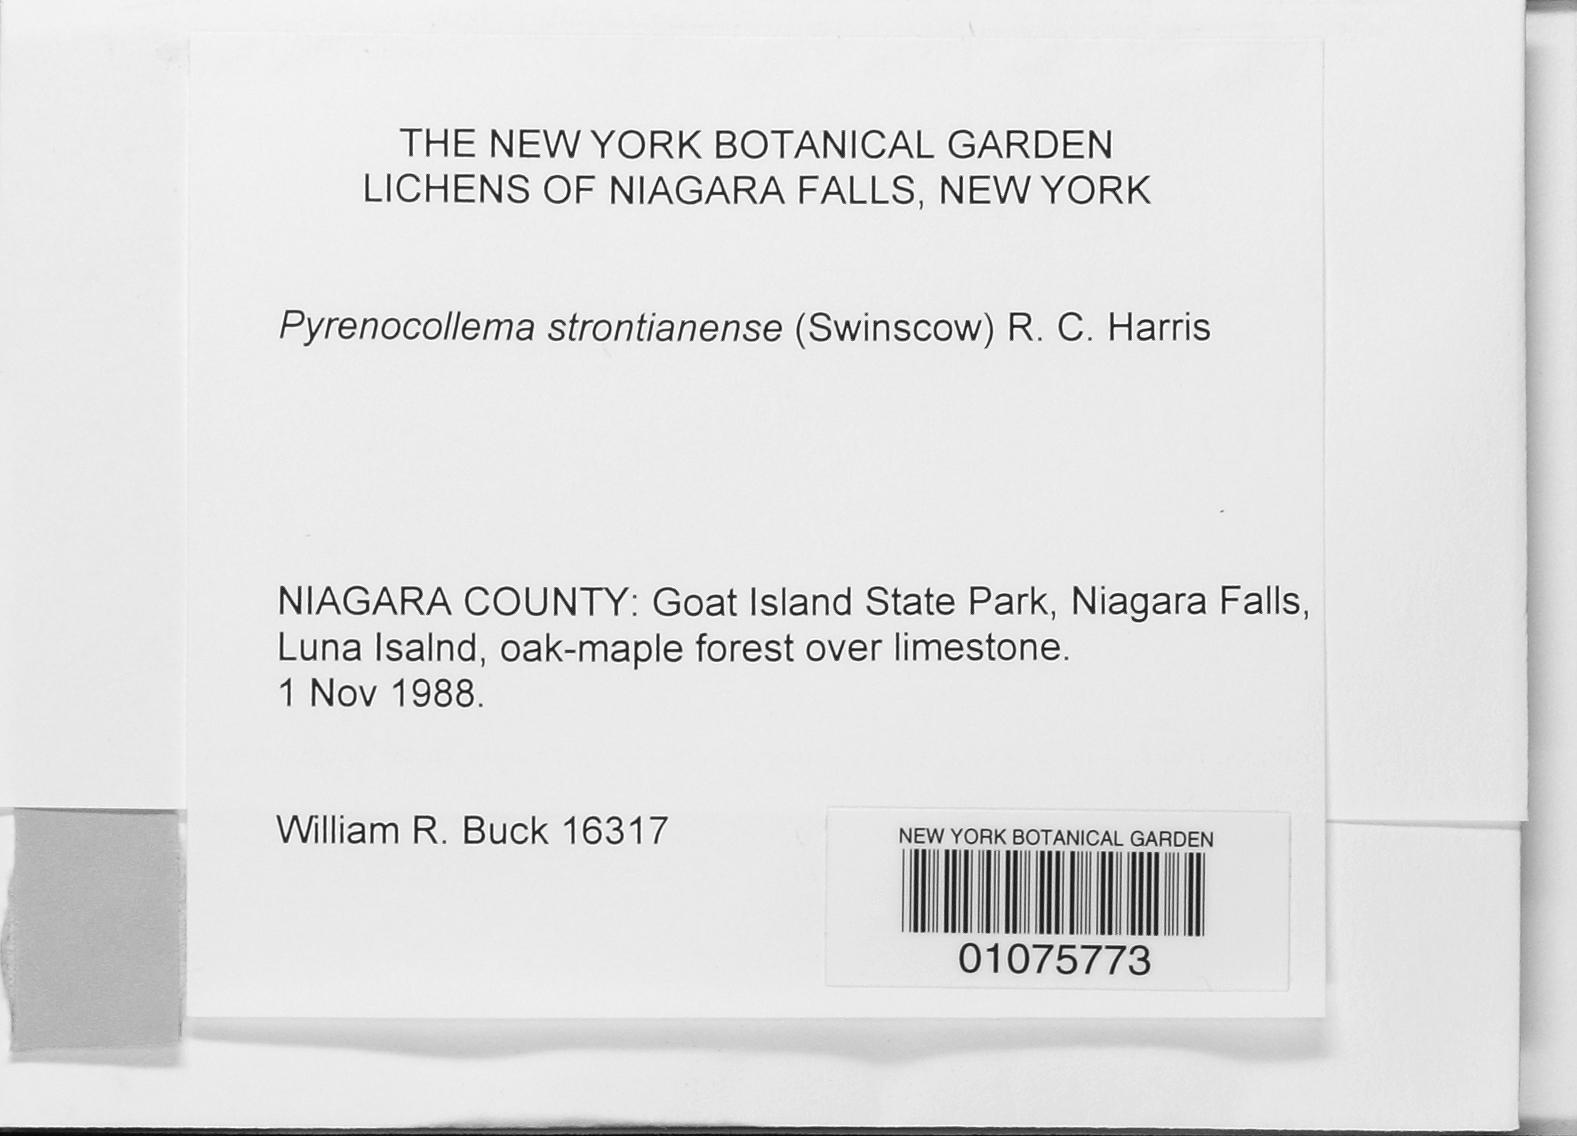 THE NEW YORK BOTANICAL GARDEN
LICHENS OF NIAGARA FALLS, NEW YORK
Pyrenocollema strontianense (Swinscow) R. C. Harris
NIAGARA COUNTY: Goat Island State Park, Niagara Falls,
Luna Isalnd, oak-maple forest over limestone.
1 Nov 1988.
William R. Buck 16317
NEW YORK BOTANICAL GARDEN
01075773